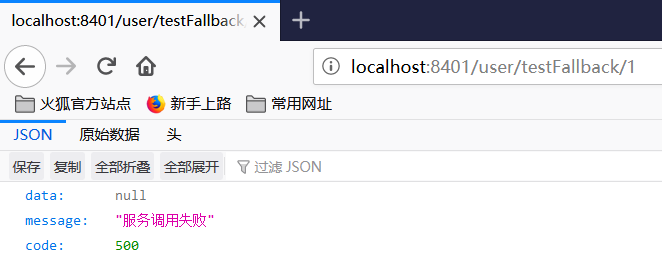 localhost:8401/user/testFallback
localhost:8401/user/testFallback/1
火狐官方站点 新手上路 常用网址
JSON 原始数据 头
保存 复制 全部折叠 全部展开 过滤 JSON
data: null
message: "服务调用失败"
code: 500